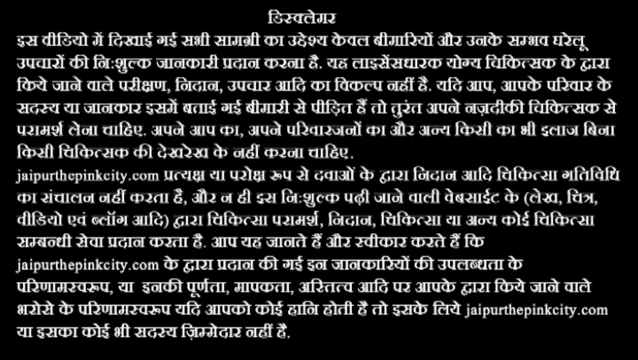 डिस्क्लेमर
इस वीडियो में दिखाई गई सभी सामग्री का उद्देश्य केवल बीमारियों और उनके सम्भव घरेलू
उपचारों की नि:शुल्क जानकारी प्रदान करना है. यह लाइसेंसधारक योग्य चिकित्सक के द्वारा
किये जाने वाले परीक्षण, निदान, उपचार आदि का विकल्प नहीं है. यदि आप, आपके परिवार के
सदस्य या जानकार इसमें बताई गई बीमारी से पीड़ित हैं तो तुरंत अपने नज़दीकी चिकित्सक से
परामर्श लेना चाहिए. अपने आप का, अपने परिवारजनों का और अन्य किसी का भी इलाज बिना
किसी चिकित्सक की देखरेख के नहीं करना चाहिए.
jaipurthepinkcity.com प्रत्यक्ष या परोक्ष रूप से दवाओं के द्वारा निदान आदि चिकित्सा गतिविधि
का संचालन नहीं करता है, और न ही इस नि:शुल्क पढ़ी जाने वाली वेबसाईट के (लेख, चित्र,
वीडियो एवं ब्लॉग आदि) द्वारा चिकित्सा परामर्श, निदान, चिकित्सा या अन्य कोई चिकित्सा
सम्बन्धी सेवा प्रदान करता है. आप यह जानते हैं और स्वीकार करते हैं कि
jaipurthepinkcity.com के द्वारा प्रदान की गई इन जानकारियों की उपलब्धता के
परिणामस्वरूप, या इनकी पूर्णता, मापकता, अस्तित्व आदि पर आपके द्वारा किये जाने वाले
भरोसे के परिणामस्वरूप यदि आपको कोई हानि होती है तो इसके लिये jaipurthepinkcity.com
या इसका कोई भी सदस्य ज़िम्मेदार नहीं है.